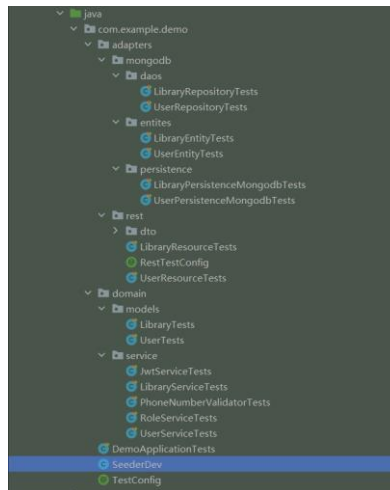 java
com.example.demo
adapters
mongodb
daos
LibraryRepositoryTests
UserRepositoryTests
entites
LibraryEntityTests
UserEntityTests
persistence
LibraryPersistenceMongodbTests
UserPersistenceMongodbTests
rest
dto
LibraryResourceTests
RestTestConfig
UserResourceTests
domain
models
LibraryTests
UserTests
service
JwtServiceTests
LibraryServiceTests
PhoneNumberValidatorTests
RoleServiceTests
UserServiceTests
DemoApplicationTests
SeederDev
TestConfig